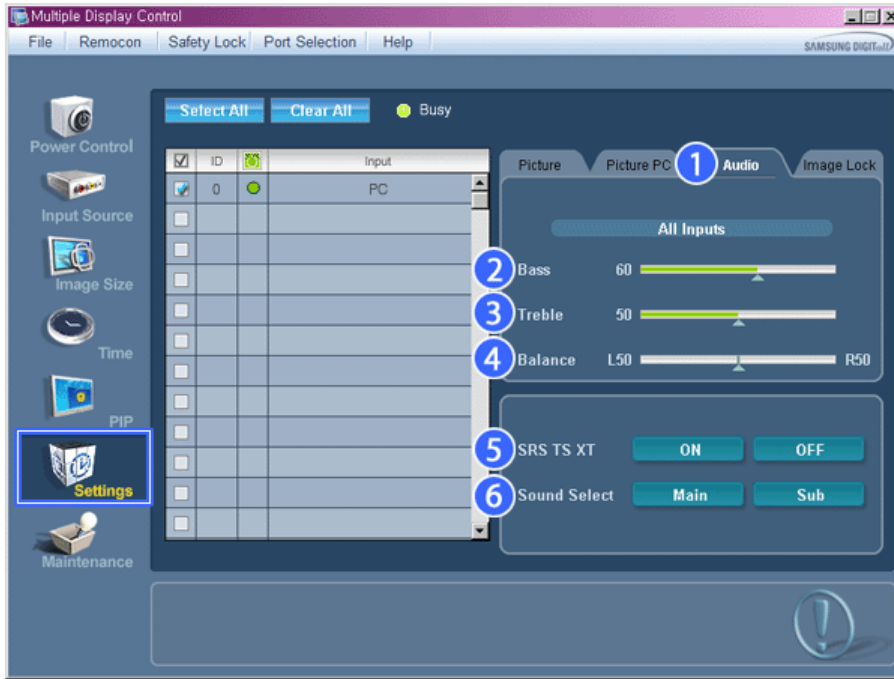 Multiple Display Control
File Remocon Safety Lock Port Selection Help
SAMSUNG DIGITall
Select All Clear All Busy
Power Control
Input Source
Image Size
Time
PIP
Settings
Maintenance
ID Input
0 PC
Picture Picture PC 1 Audio Image Lock
All Inputs
2 Bass 60
3 Treble 50
4 Balance L50 R50
5 SRS TS XT ON OFF
6 Sound Select Main Sub